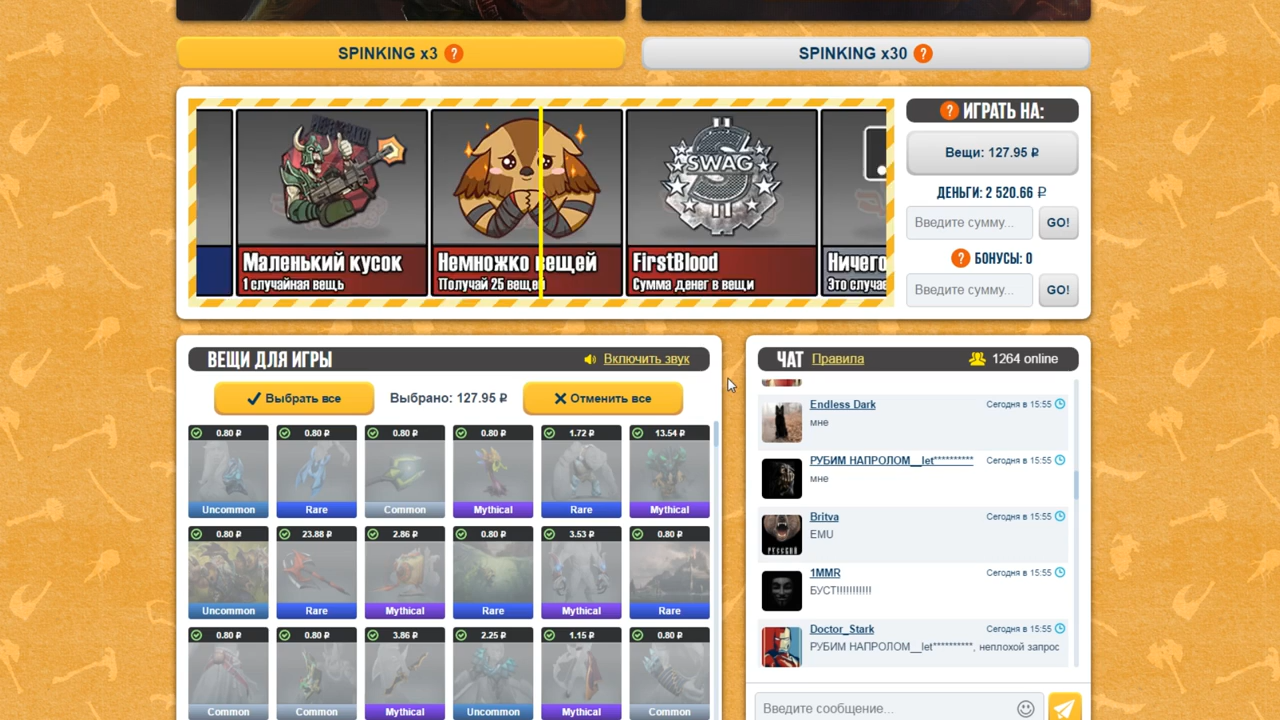 SPINKING x3 ?
SPINKING x30 ?
SWAG
Маленький кусок
1 случайная вещь
Немножко вещей
Получай 25 вещей
FirstBlood
Сумма денег в вещи
Ничего
Это случае
? ИГРАТЬ НА:
Вещи: 127.95 ₽
ДЕНЬГИ: 2 520.66 ₽
Введите сумму...
GO!
? БОНУСЫ: 0
Введите сумму...
GO!
ВЕЩИ ДЛЯ ИГРЫ
Включить звук
Выбрать все
Выбрано: 127.95 ₽
Отменить все
0.80 ₽ 0.80 ₽ 0.80 ₽ 0.80 ₽ 1.72 ₽ 13.54 ₽
Uncommon Rare Common Mythical Rare Mythical
0.80 ₽ 23.88 ₽ 2.86 ₽ 0.80 ₽ 3.53 ₽ 0.80 ₽
Uncommon Rare Mythical Rare Mythical Rare
0.80 ₽ 0.80 ₽ 3.86 ₽ 2.25 ₽ 1.15 ₽ 0.80 ₽
Common Common Mythical Uncommon Mythical Common
ЧАТ Правила
1264 online
Endless Dark Сегодня в 15:55
мне
РУБИМ НАПРОЛОМ__let********** Сегодня в 15:55
мне
Britva Сегодня в 15:55
EMU
1MMR Сегодня в 15:55
БУСТ!!!!!!!!!!!
Doctor_Stark Сегодня в 15:55
РУБИМ НАПРОЛОМ__let**********, неплохой запрос
Введите сообщение...